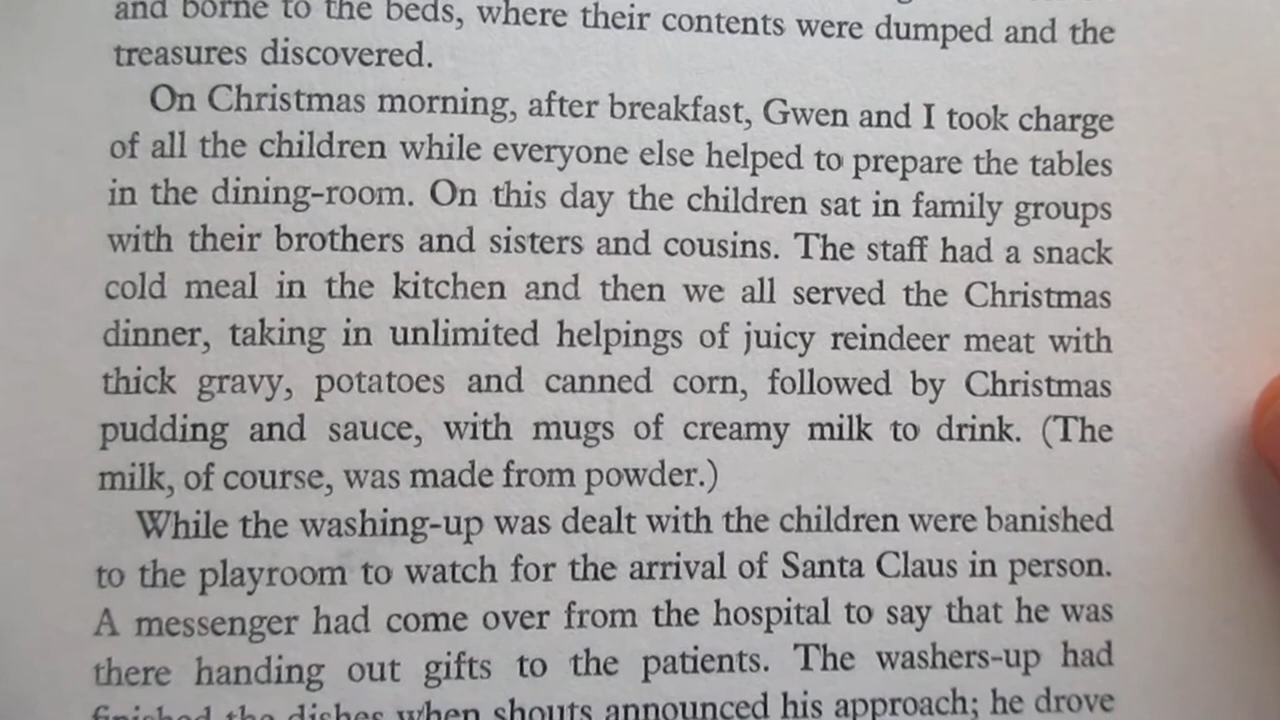 and borne to the beds, where their contents were dumped and the
treasures discovered.
On Christmas morning, after breakfast, Gwen and I took charge
of all the children while everyone else helped to prepare the tables
in the dining-room. On this day the children sat in family groups
with their brothers and sisters and cousins. The staff had a snack
cold meal in the kitchen and then we all served the Christmas
dinner, taking in unlimited helpings of juicy reindeer meat with
thick gravy, potatoes and canned corn, followed by Christmas
pudding and sauce, with mugs of creamy milk to drink. (The
milk, of course, was made from powder.)
While the washing-up was dealt with the children were banished
to the playroom to watch for the arrival of Santa Claus in person.
A messenger had come over from the hospital to say that he was
there handing out gifts to the patients. The washers-up had
finished the dishes when shouts announced his approach; he drove